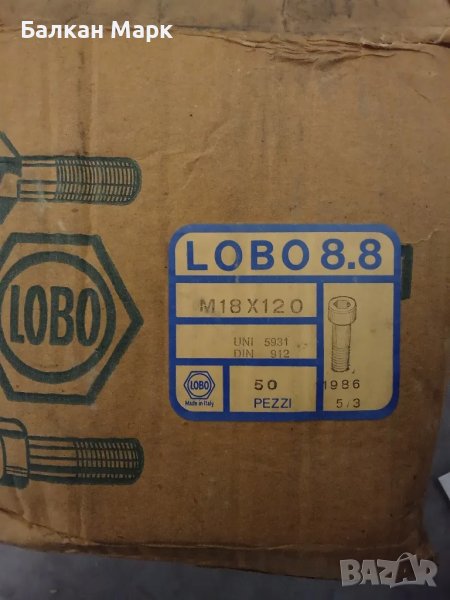 Балкан Марк
LOBO
LOBO 8.8
M18X120
UNI 5931
DIN 912
LOBO
Made in Italy
50
PEZZI
1986
5/3
BAZAR